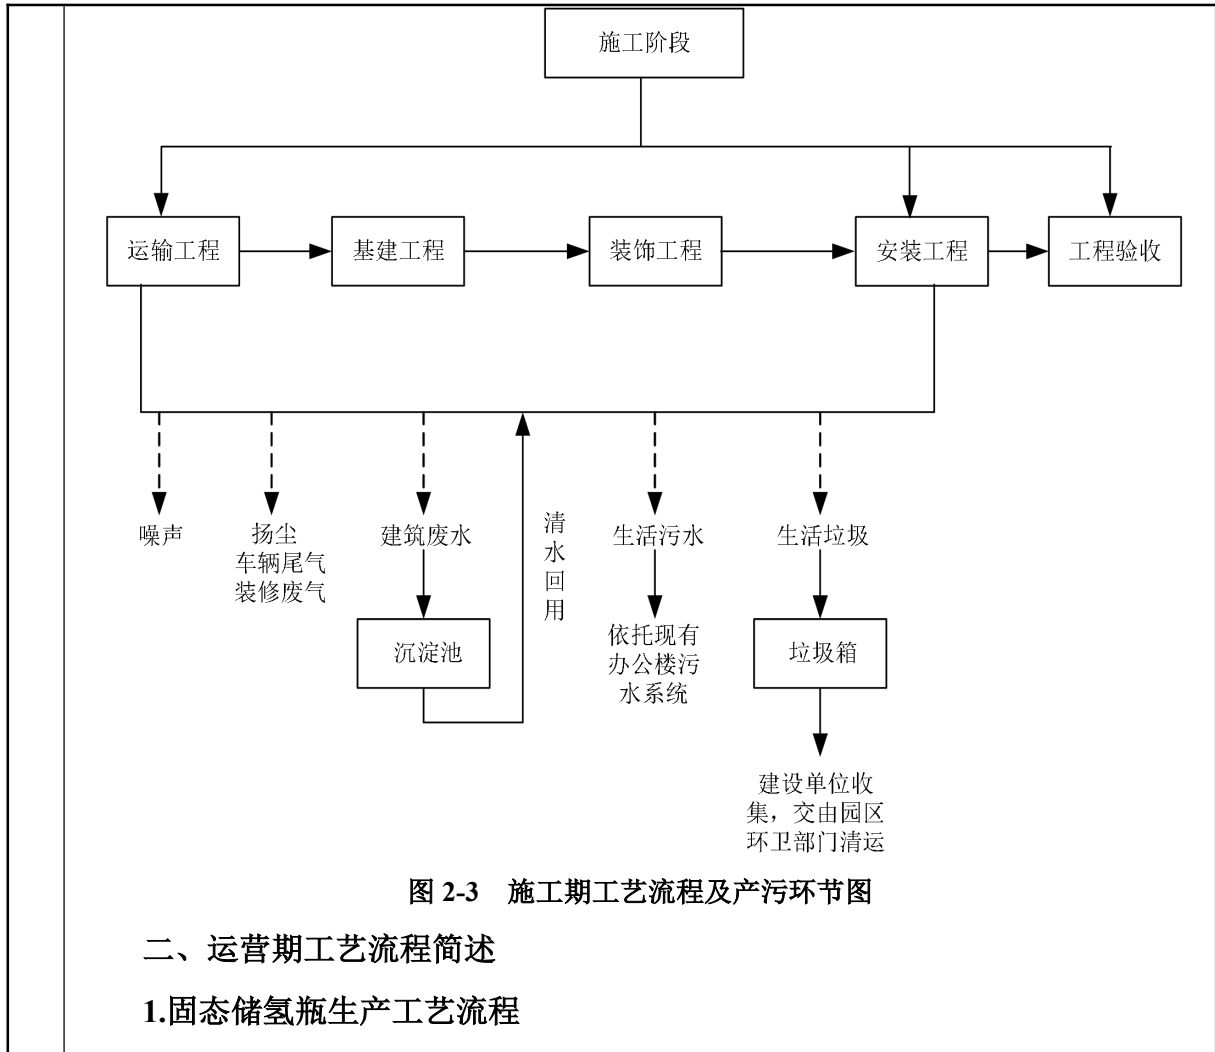 施工阶段
运输工程
基建工程
装饰工程
安装工程
工程验收
噪声
扬尘
车辆尾气
装修废气
建筑废水
沉淀池
清
水
回
用
生活污水
依托现有
办公楼污
水系统
生活垃圾
垃圾箱
建设单位收
集，交由园区
环卫部门清运
图 2-3 施工期工艺流程及产污环节图
二、运营期工艺流程简述
1.固态储氢瓶生产工艺流程